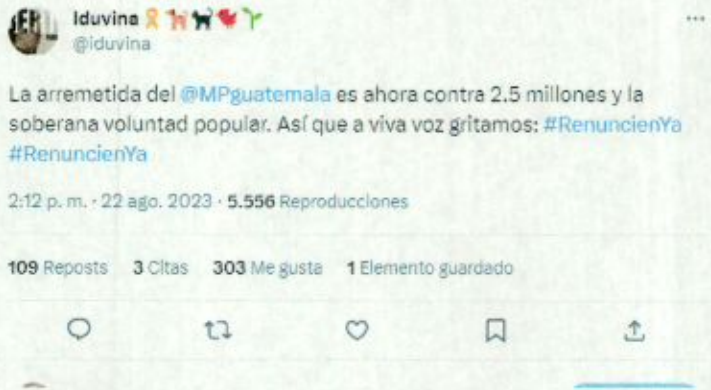 Iduvina
@iduvina
La arremetida del @MPguatemala es ahora contra 2.5 millones y la
soberana voluntad popular. Así que a viva voz gritamos: #RenuncienYa
#RenuncienYa
2:12 p. m. · 22 ago. 2023 · 5.556 Reproducciones
109 Reposts 3 Citas 303 Me gusta 1 Elemento guardado